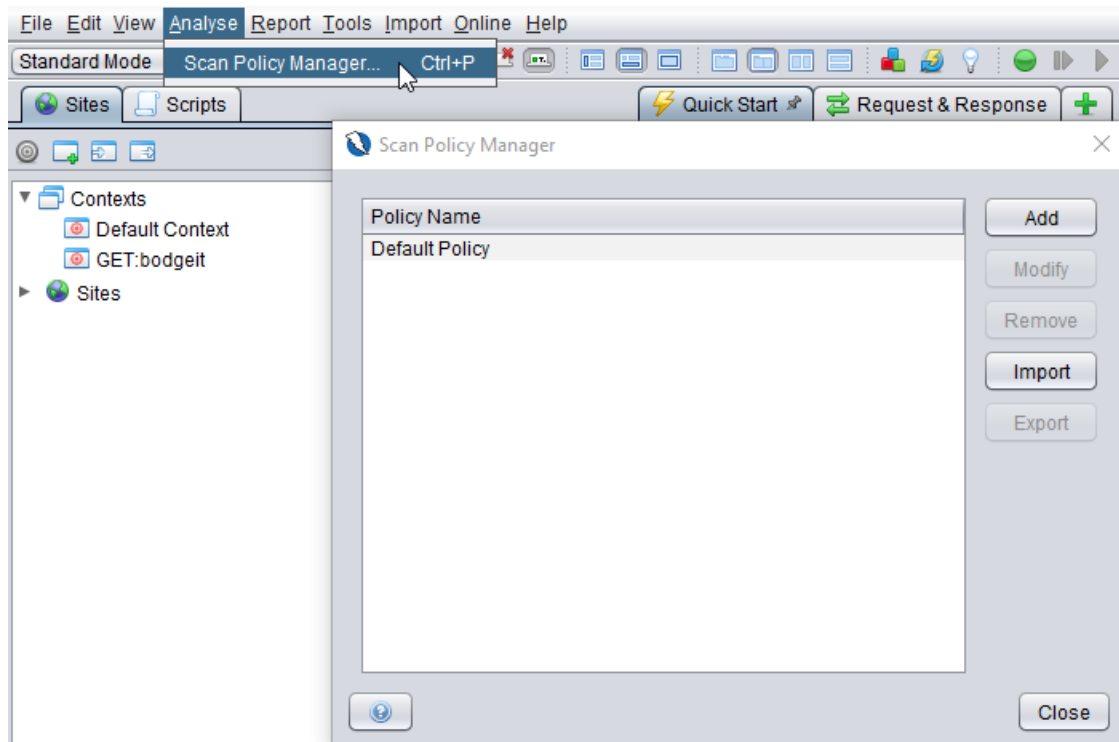 File Edit View Analyse Report Tools Import Online Help
Standard Mode Scan Policy Manager... Ctrl+P
Sites Scripts Quick Start Request & Response
Scan Policy Manager
Contexts
Default Context
GET:bodgeit
Sites
Policy Name
Default Policy
Add
Modify
Remove
Import
Export
Close